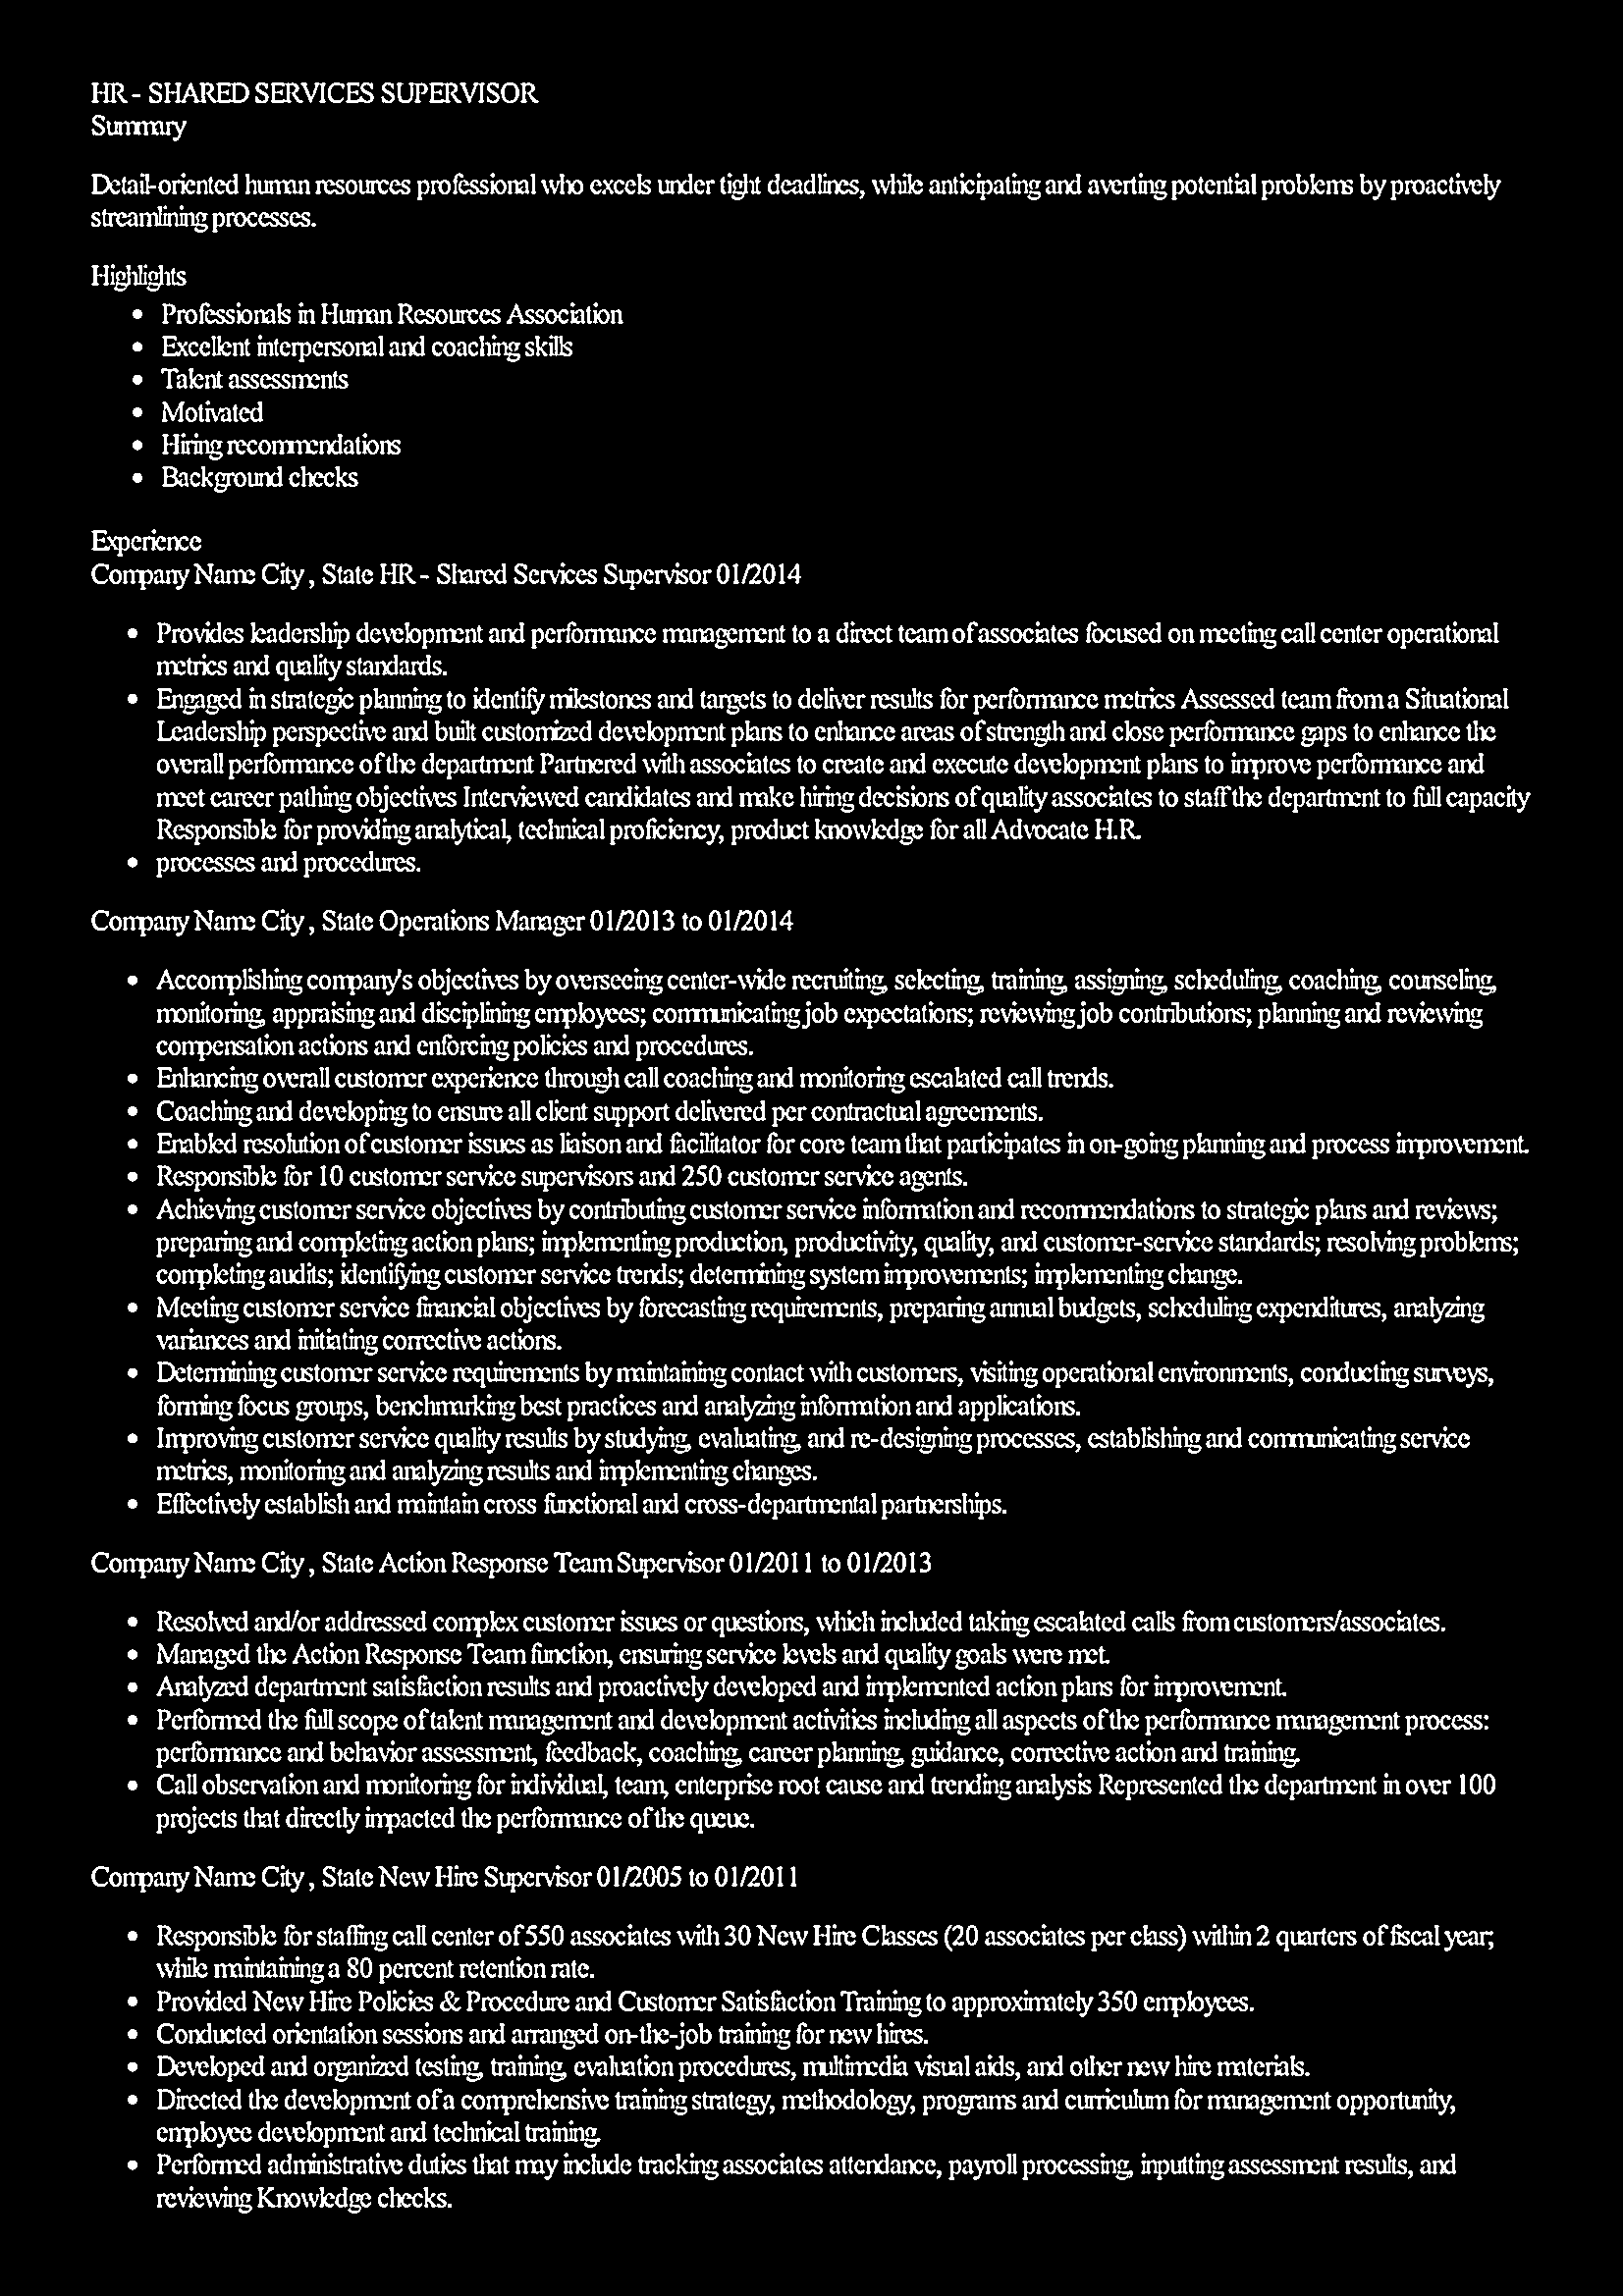 HR - SHARED SERVICES SUPERVISOR
Summary
Detail-oriented human resources professional who excels under tight deadlines, while anticipating and averting potential problems by proactively
streamlining processes.
Highlights
• Professionals in Human Resources Association
• Excellent interpersonal and coaching skills
• Talent assessments
• Motivated
• Hiring recommendations
• Background checks
Experience
Company Name City , State HR - Shared Services Supervisor 01/2014
• Provides leadership development and performance management to a direct team of associates focused on meeting call center operational
metrics and quality standards.
• Engaged in strategic planning to identify milestones and targets to deliver results for performance metrics Assessed team from a Situational
Leadership perspective and built customized development plans to enhance areas of strength and close performance gaps to enhance the
overall performance of the department Partnered with associates to create and execute development plans to improve performance and
meet career pathing objectives Interviewed candidates and make hiring decisions of quality associates to staff the department to full capacity
Responsible for providing analytical, technical proficiency, product knowledge for all Advocate H.R.
• processes and procedures.
Company Name City , State Operations Manager 01/2013 to 01/2014
• Accomplishing company's objectives by overseeing center-wide recruiting, selecting, training, assigning, scheduling, coaching, counseling,
monitoring, appraising and disciplining employees; communicating job expectations; reviewing job contributions; planning and reviewing
compensation actions and enforcing policies and procedures.
• Enhancing overall customer experience through call coaching and monitoring escalated call trends.
• Coaching and developing to ensure all client support delivered per contractual agreements.
• Enabled resolution of customer issues as liaison and facilitator for core team that participates in on-going planning and process improvement.
• Responsible for 10 customer service supervisors and 250 customer service agents.
• Achieving customer service objectives by contributing customer service information and recommendations to strategic plans and reviews;
preparing and completing action plans; implementing production, productivity, quality, and customer-service standards; resolving problems;
completing audits; identifying customer service trends; determining system improvements; implementing change.
• Meeting customer service financial objectives by forecasting requirements, preparing annual budgets, scheduling expenditures, analyzing
variances and initiating corrective actions.
• Determining customer service requirements by maintaining contact with customers, visiting operational environments, conducting surveys,
forming focus groups, benchmarking best practices and analyzing information and applications.
• Improving customer service quality results by studying, evaluating, and re-designing processes, establishing and communicating service
metrics, monitoring and analyzing results and implementing changes.
• Effectively establish and maintain cross functional and cross-departmental partnerships.
Company Name City , State Action Response Team Supervisor 01/2011 to 01/2013
• Resolved and/or addressed complex customer issues or questions, which included taking escalated calls from customers/associates.
• Managed the Action Response Team function, ensuring service levels and quality goals were met.
• Analyzed department satisfaction results and proactively developed and implemented action plans for improvement.
• Performed the full scope of talent management and development activities including all aspects of the performance management process:
performance and behavior assessment, feedback, coaching, career planning, guidance, corrective action and training.
• Call observation and monitoring for individual, team, enterprise root cause and trending analysis Represented the department in over 100
projects that directly impacted the performance of the queue.
Company Name City , State New Hire Supervisor 01/2005 to 01/2011
• Responsible for staffing call center of 550 associates with 30 New Hire Classes (20 associates per class) within 2 quarters of fiscal year;
while maintaining a 80 percent retention rate.
• Provided New Hire Policies & Procedure and Customer Satisfaction Training to approximately 350 employees.
• Conducted orientation sessions and arranged on-the-job training for new hires.
• Developed and organized testing, training, evaluation procedures, multimedia visual aids, and other new hire materials.
• Directed the development of a comprehensive training strategy, methodology, programs and curriculum for management opportunity,
employee development and technical training.
• Performed administrative duties that may include tracking associates attendance, payroll processing, inputting assessment results, and
reviewing Knowledge checks.